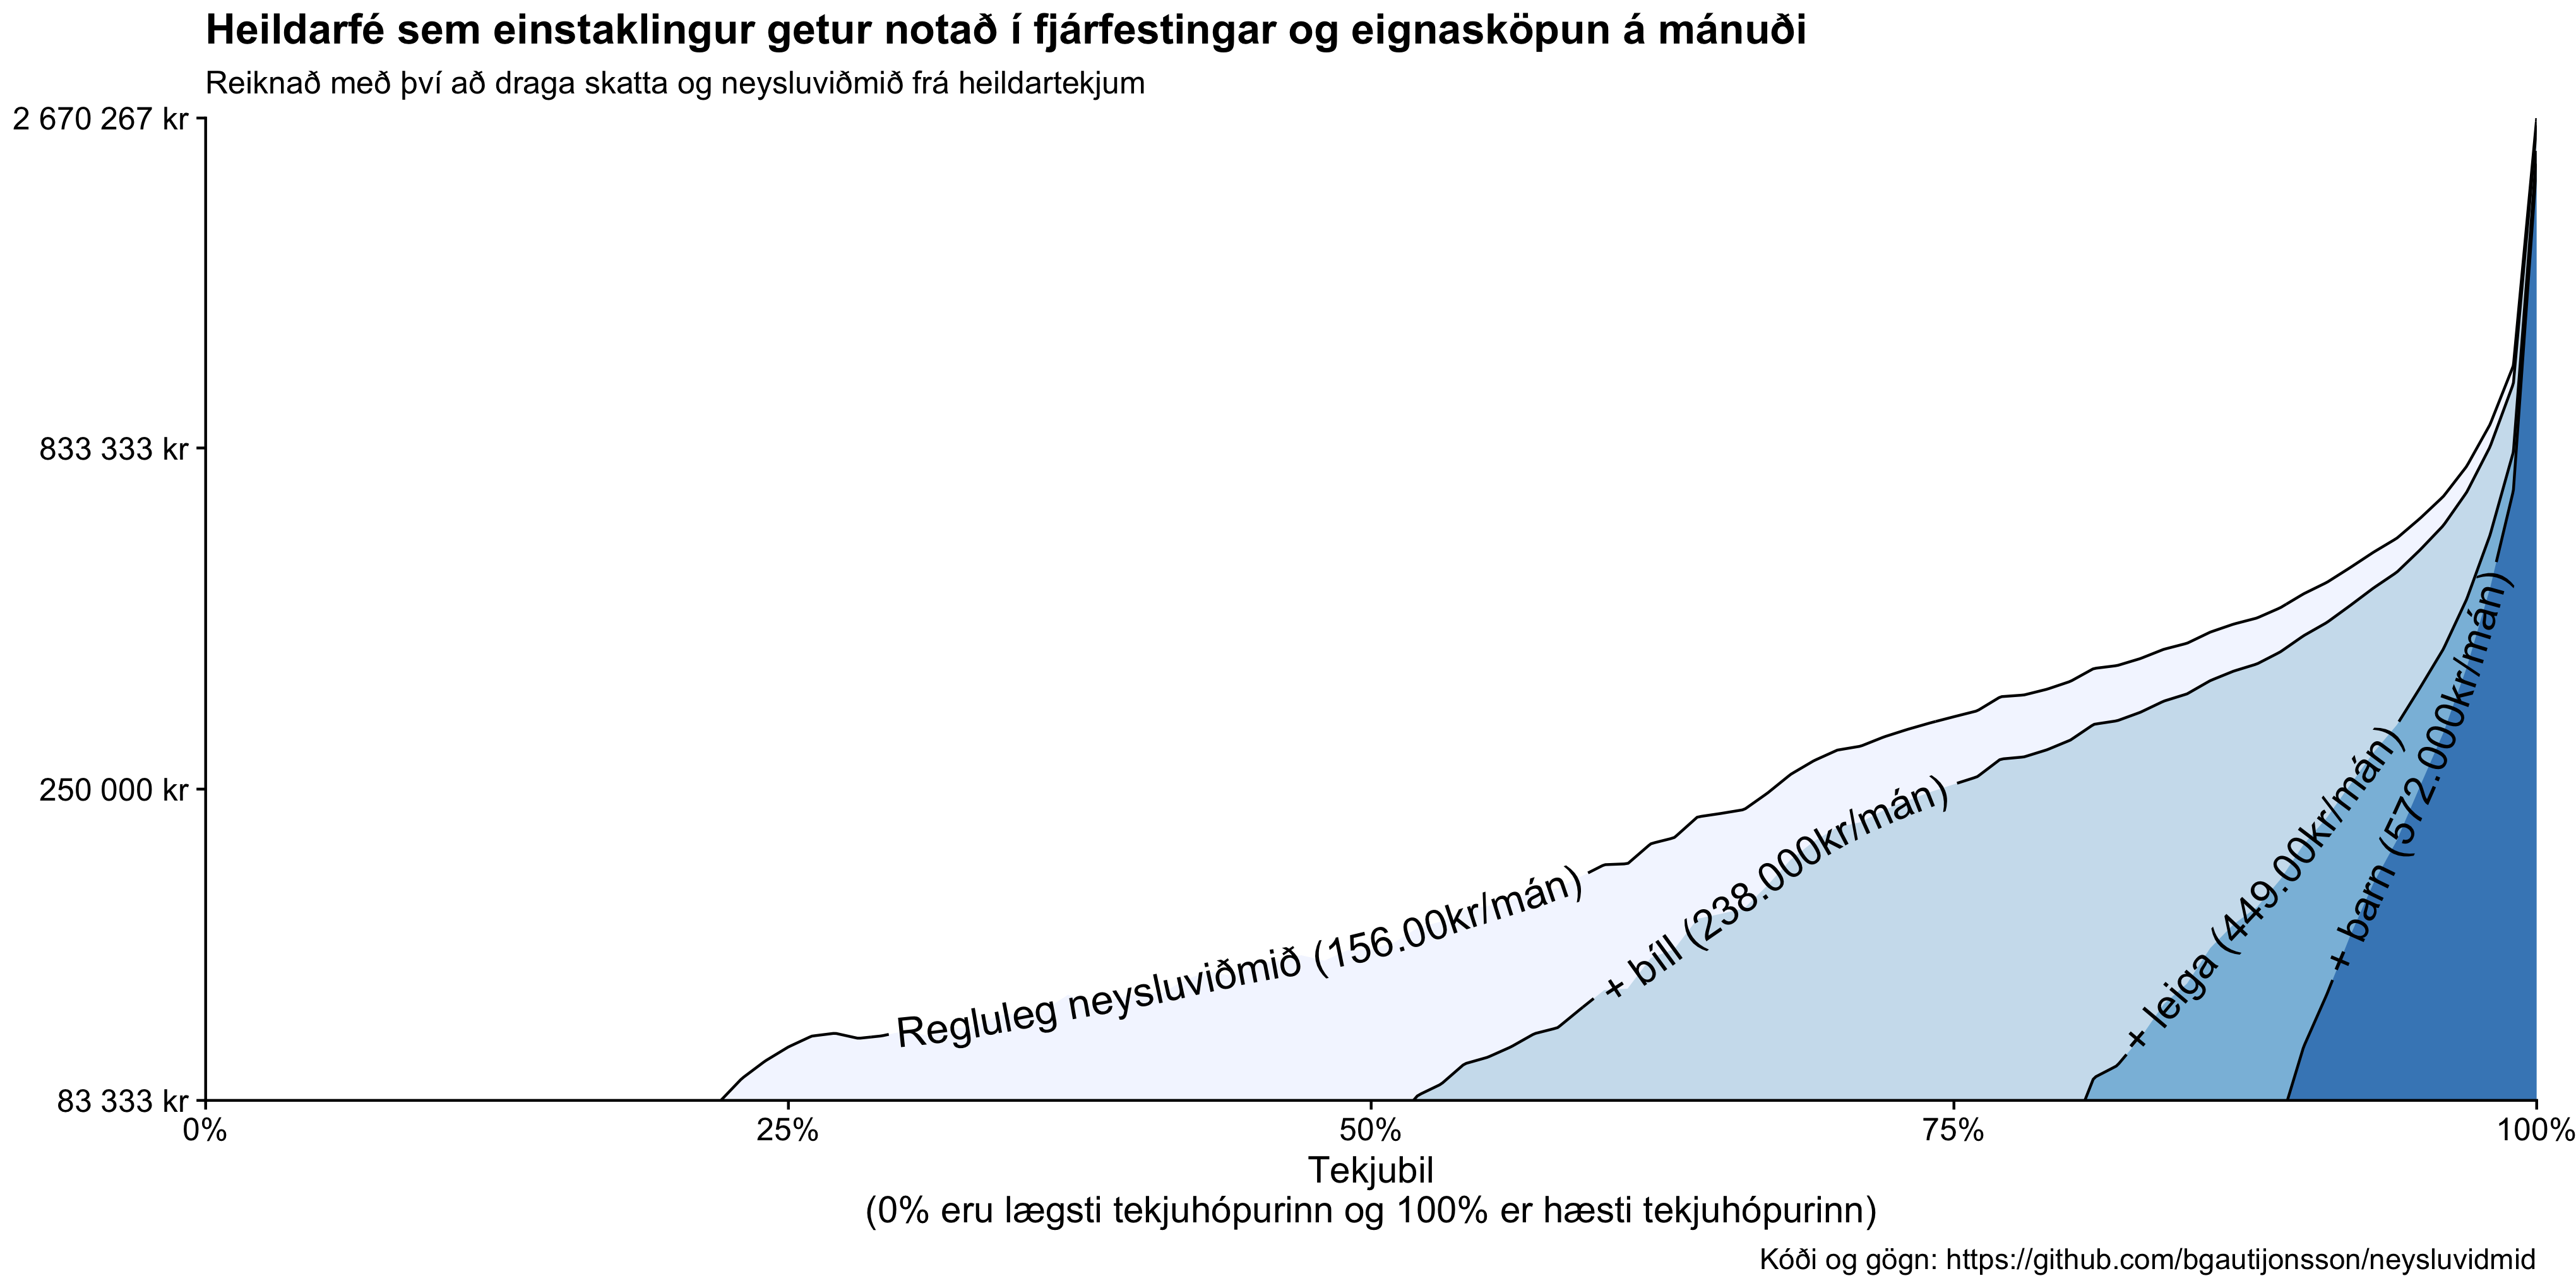 Heildarfé sem einstaklingur getur notað í fjárfestingar og eignasköpun á mánuði
Reiknað með því að draga skatta og neysluviðmið frá heildartekjum
2 670 267 kr
833 333 kr
250 000 kr
83 333 kr
Regluleg neysluviðmið (156.00kr/mán)
+ bíll (238.000kr/mán)
+ leiga (449.00kr/mán)
+ barn (572.000kr/mán)
0%
25%
50%
75%
100%
Tekjubil
(0% eru lægsti tekjuhópurinn og 100% er hæsti tekjuhópurinn)
Kóði og gögn: https://github.com/bgautijonsson/neysluvidmid